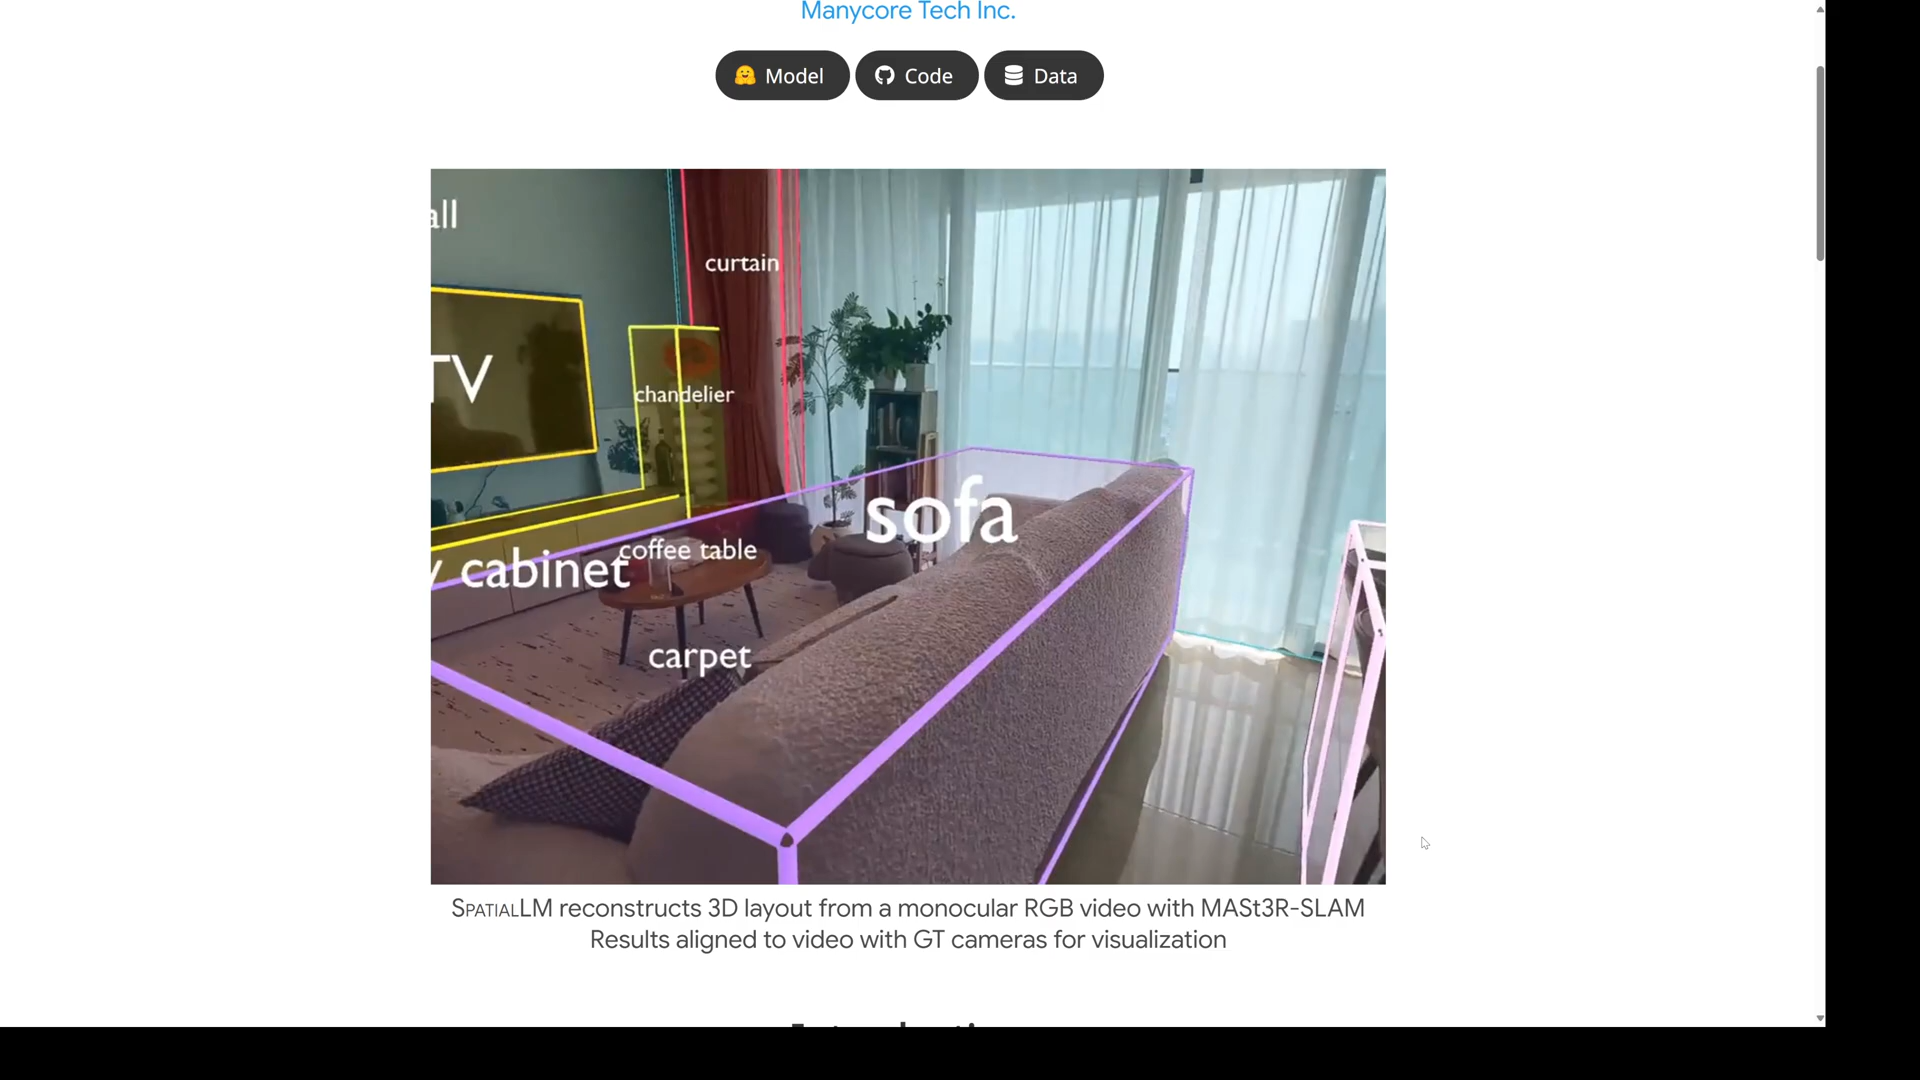 Manycore Tech Inc.
Model
Code
Data
all
curtain
TV
chandelier
sofa
coffee table
cabinet
carpet
SPATIALLM reconstructs 3D layout from a monocular RGB video with MASt3R-SLAM
Results aligned to video with GT cameras for visualization